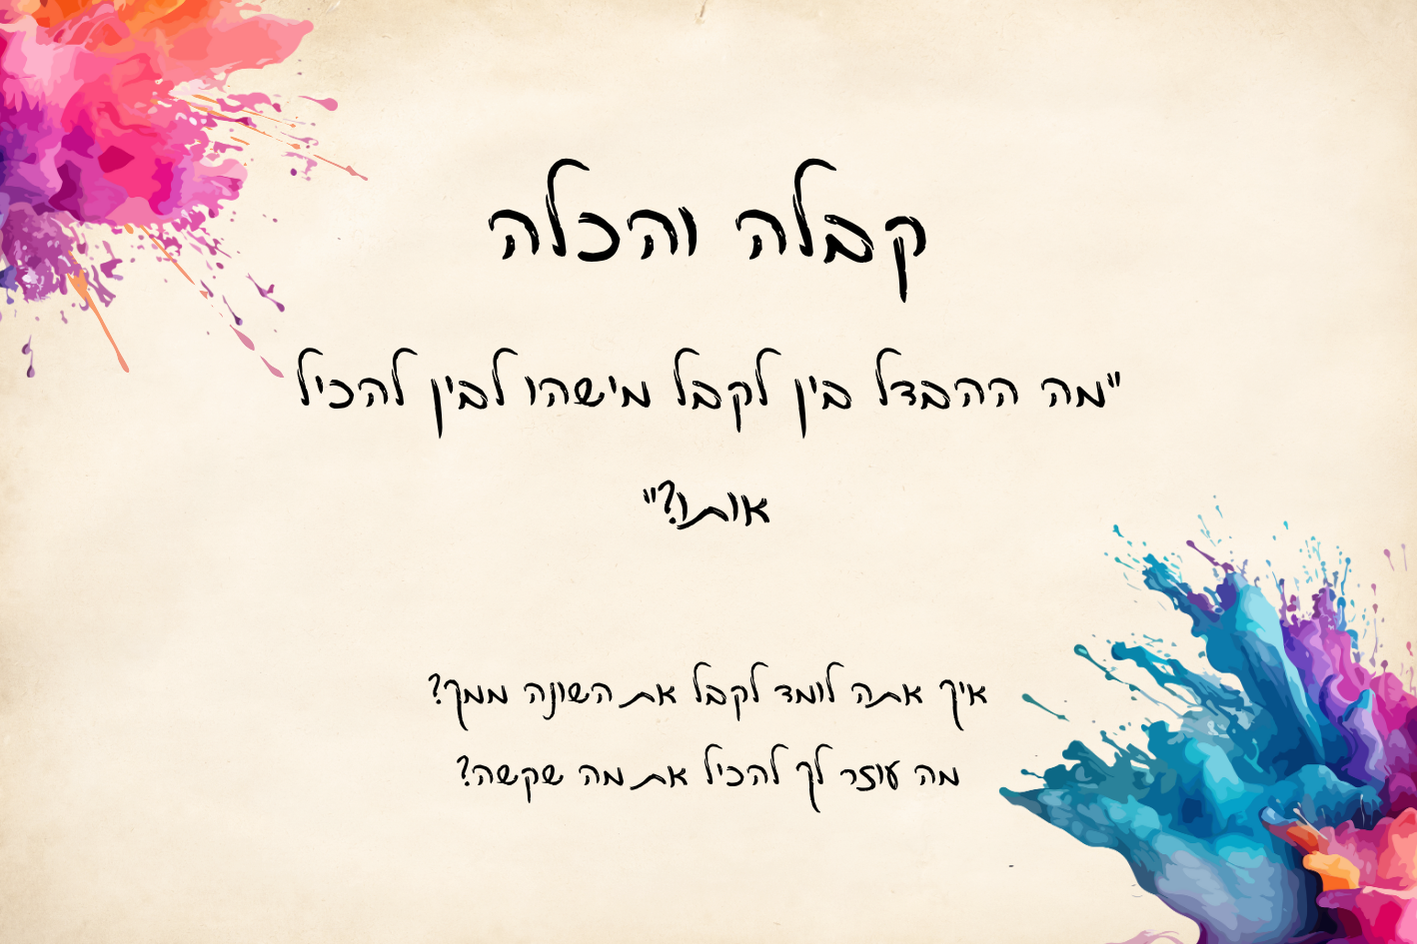 קבלה והכלה
"מה ההבדל בין לקבל מישהו לבין להכיל
אותו?"
איך אתה לומד לקבל את השונה ממך?
מה עוזר לך להכיל את מה שקשה?